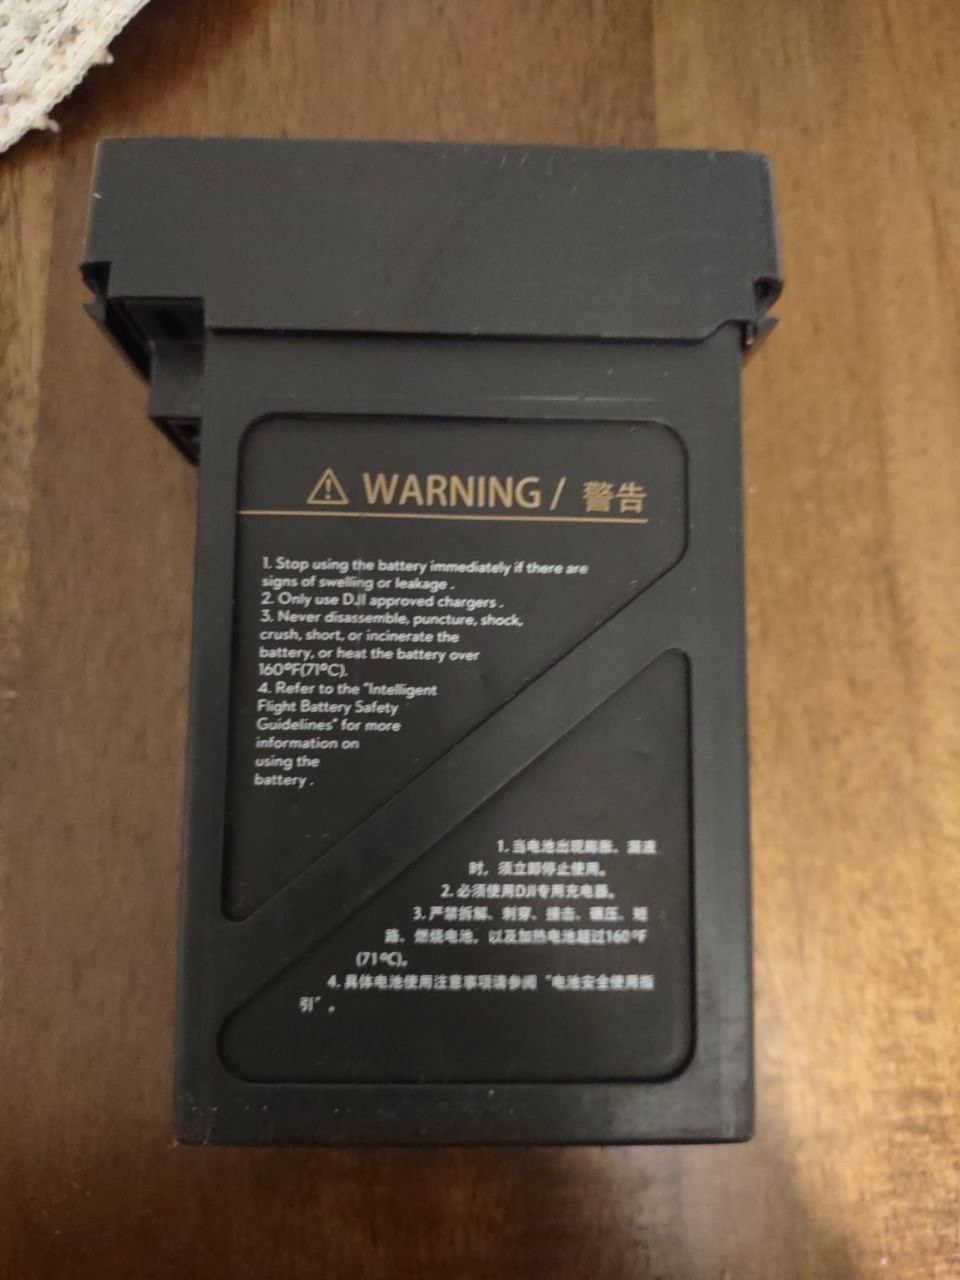 WARNING / 警告
1. Stop using the battery immediately if there are
signs of swelling or leakage .
2. Only use DJI approved chargers .
3. Never disassemble, puncture, shock,
crush, short, or incinerate the
battery, or heat the battery over
160ºF(71ºC).
4. Refer to the "Intelligent
Flight Battery Safety
Guidelines" for more
information on
using the
battery .
1. 当电池出现膨胀、漏液
时，须立即停止使用。
2. 必须使用DJI专用充电器。
3. 严禁拆解、刺穿、撞击、碾压、短
路、燃烧电池，以及加热电池超过160ºF
(71ºC)。
4. 具体电池使用注意事项请参阅“电池安全使用指
引”。